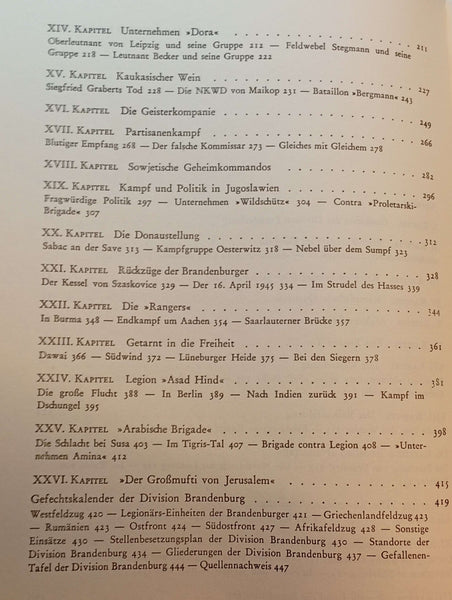 XIV. KAPITEL Unternehmen »Dora« . . . . . . . . . . . . . 211
Oberleutnant von Leipzig und seine Gruppe 212 — Feldwebel Stegmann und seine
Gruppe 218 — Leutnant Becker und seine Gruppe 222
XV. KAPITEL Kaukasischer Wein . . . . . . . . . . . . . . 227
Siegfried Graberts Tod 228 — Die NKWD von Maikop 231 — Bataillon »Bergmann« 243
XVI. KAPITEL Die Geisterkompanie . . . . . . . . . . . . . 249
XVII. KAPITEL Partisanenkampf . . . . . . . . . . . . . . 266
Blutiger Empfang 268 — Der falsche Kommissar 273 — Gleiches mit Gleichem 278
XVIII. KAPITEL Sowjetische Geheimkommandos . . . . . . . . 282
XIX. KAPITEL Kampf und Politik in Jugoslawien . . . . . . . . 296
Fragwürdige Politik 297 — Unternehmen »Wildschütz« 304 — Contra »Proletarski-
Brigade« 307
XX. KAPITEL Die Donaustellung . . . . . . . . . . . . . . 312
Sabac an der Save 313 — Kampfgruppe Oesterwitz 318 — Nebel über dem Sumpf 323
XXI. KAPITEL Rückzüge der Brandenburger . . . . . . . . . . 328
Der Kessel von Szaskovice 329 — Der 16. April 1945 334 — Im Strudel des Hasses 339
XXII. KAPITEL Die »Rangers« . . . . . . . . . . . . . . . 344
In Burma 348 — Endkampf um Aachen 354 — Saarlauterner Brücke 357
XXIII. KAPITEL Getarnt in die Freiheit . . . . . . . . . . . 361
Dawai 366 — Südwind 372 — Lüneburger Heide 375 — Bei den Siegern 378
XXIV. KAPITEL Legion »Asad Hind« . . . . . . . . . . . . 381
Die große Flucht 388 — In Berlin 389 — Nach Indien zurück 391 — Kampf im
Dschungel 395
XXV. KAPITEL »Arabische Brigade« . . . . . . . . . . . . . 398
Die Schlacht bei Susa 403 — Im Tigris-Tal 407 — Brigade contra Legion 408 — »Unter-
nehmen Amina« 412
XXVI. KAPITEL »Der Großmufti von Jerusalem« . . . . . . . . 415
Gefechtskalender der Division Brandenburg . . . . . . . . . . 419
Westfeldzug 420 — Legionärs-Einheiten der Brandenburger 421 — Griechenlandfeldzug 423
— Rumänien 423 — Ostfront 424 — Südostfront 427 — Afrikafeldzug 428 — Sonstige
Einsätze 430 — Stellenbesetzungsplan der Division Brandenburg 430 — Standorte der
Division Brandenburg 434 — Gliederungen der Division Brandenburg 437 — Gefallenen-
Tafel der Division Brandenburg 444 — Quellennachweis 447